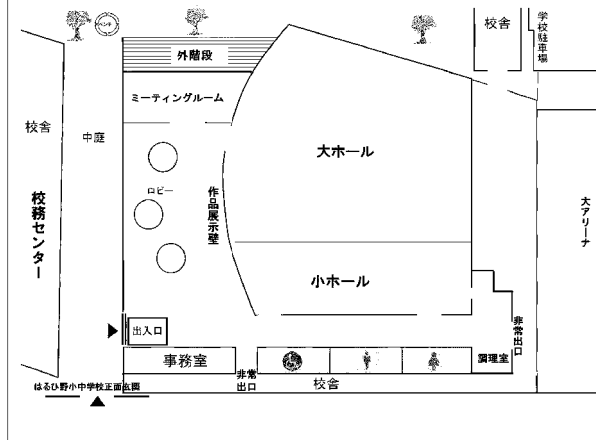 校舎
学校駐車場
ベンチ
外階段
ミーティングルーム
校舎
中庭
大ホール
ロビー
作品展示壁
校務センター
大アリーナ
小ホール
出入口
非常出口
事務室
調理室
非常
出口
校舎
はるひ野小中学校正面玄関